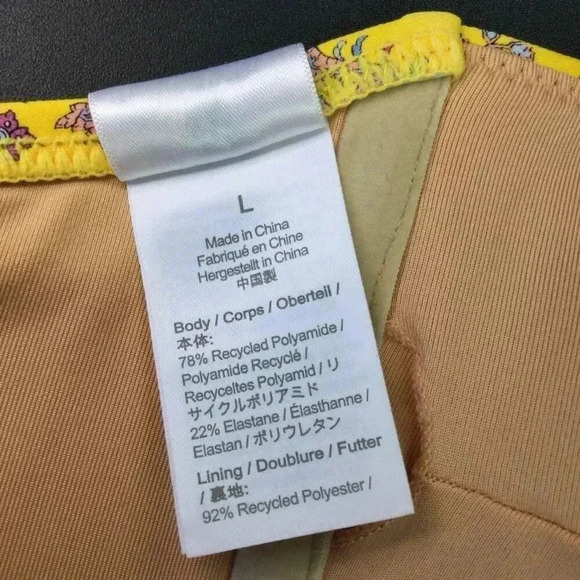 L
Made in China
Fabriqué en Chine
Hergestellt in China
中国製
Body / Corps / Oberteil /
本体:
78% Recycled Polyamide /
Polyamide Recyclé /
Recyceltes Polyamid / リ
サイクルポリアミド
22% Elastane / Élasthanne /
Elastan / ポリウレタン
Lining / Doublure / Futter
/ 裏地:
92% Recycled Polyester /